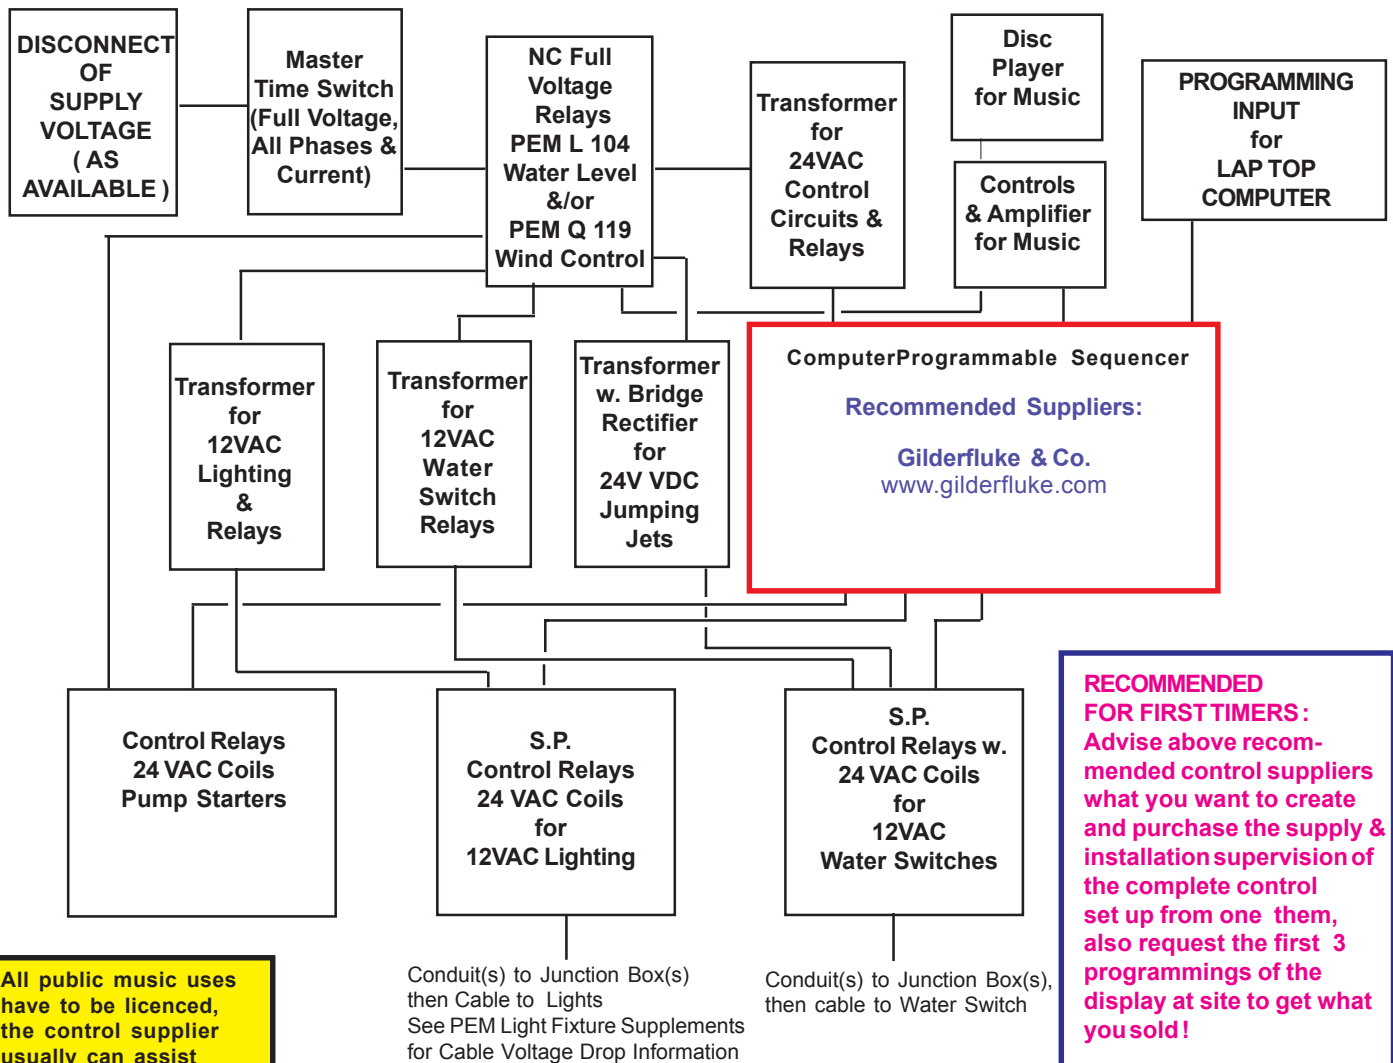 DISCONNECT
OF
SUPPLY
VOLTAGE
( AS
AVAILABLE )
Master
Time Switch
(Full Voltage,
All Phases &
Current)
NC Full
Voltage
Relays
PEM L 104
Water Level
&/or
PEM Q 119
Wind Control
Transformer
for
24VAC
Control
Circuits &
Relays
Disc
Player
for Music
Controls
& Amplifier
for Music
PROGRAMMING
INPUT
for
LAP TOP
COMPUTER
Transformer
for
12VAC
Lighting
&
Relays
Transformer
for
12VAC
Water
Switch
Relays
Transformer
w. Bridge
Rectifier
for
24V VDC
Jumping
Jets
ComputerProgrammable Sequencer
Recommended Suppliers:
Gilderfluke & Co.
www.gilderfluke.com
Control Relays
24 VAC Coils
Pump Starters
S.P.
Control Relays
24 VAC Coils
for
12VAC Lighting
S.P.
Control Relays w.
24 VAC Coils
for
12VAC
Water Switches
RECOMMENDED
FOR FIRST TIMERS :
Advise above recom-
mended control suppliers
what you want to create
and purchase the supply &
installation supervision of
the complete control
set up from one them,
also request the first 3
programmings of the
display at site to get what
you sold !
All public music uses
have to be licenced,
the control supplier
usually can assist
Conduit(s) to Junction Box(s)
then Cable to Lights
See PEM Light Fixture Supplements
for Cable Voltage Drop Information
Conduit(s) to Junction Box(s),
then cable to Water Switch